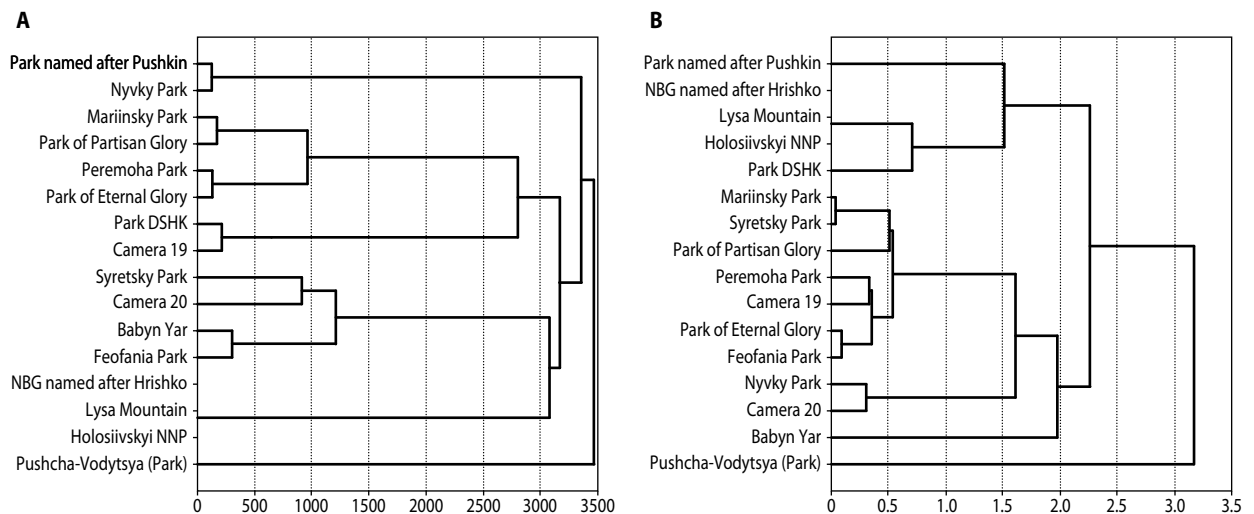 A
Park named after Pushkin
Nyvky Park
Mariinsky Park
Park of Partisan Glory
Peremoha Park
Park of Eternal Glory
Park DSHK
Camera 19
Syretsky Park
Camera 20
Babyn Yar
Feofania Park
NBG named after Hrishko
Lysa Mountain
Holosiivskyi NNP
Pushcha-Vodytsya (Park)
0 500 1000 1500 2000 2500 3000 3500
B
Park named after Pushkin
NBG named after Hrishko
Lysa Mountain
Holosiivskyi NNP
Park DSHK
Mariinsky Park
Syretsky Park
Park of Partisan Glory
Peremoha Park
Camera 19
Park of Eternal Glory
Feofania Park
Nyvky Park
Camera 20
Babyn Yar
Pushcha-Vodytsya (Park)
0 0.5 1.0 1.5 2.0 2.5 3.0 3.5